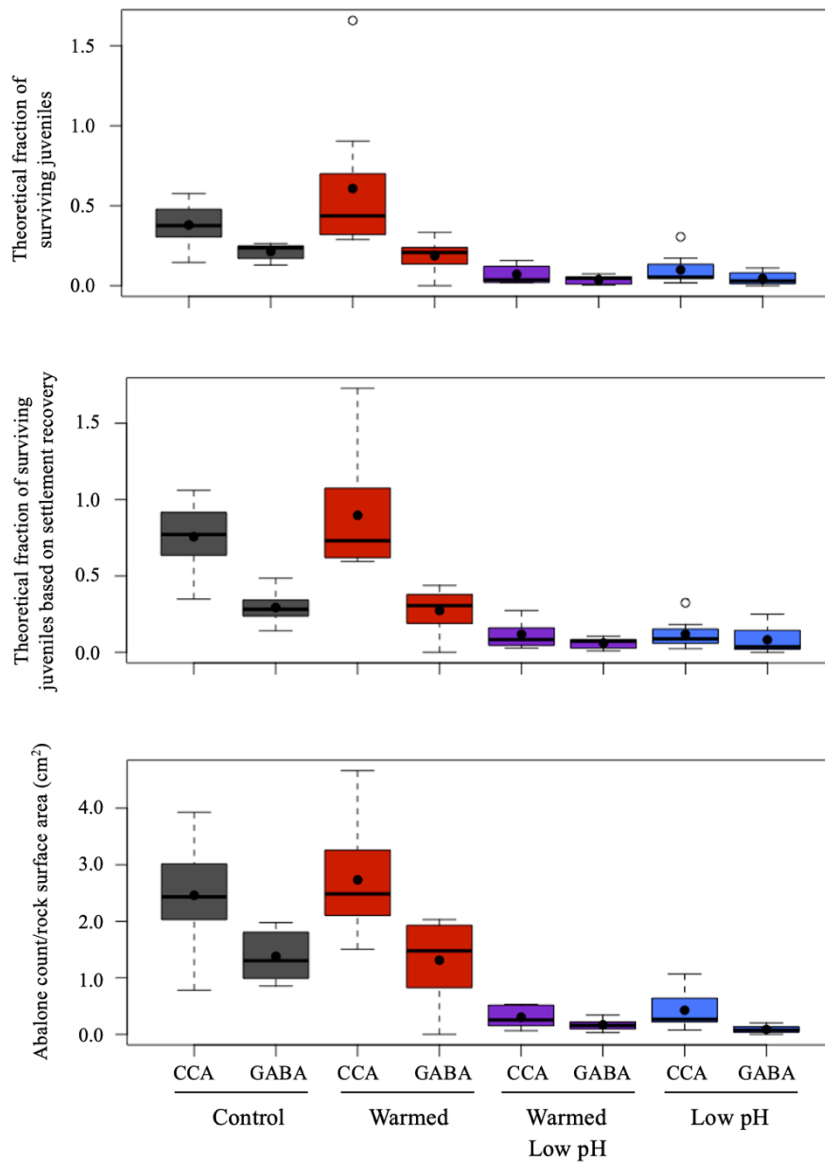 Theoretical fraction of
surviving juveniles
1.5
1.0
0.5
0.0
Theoretical fraction of surviving
juveniles based on settlement recovery
1.5
1.0
0.5
0.0
Abalone count/rock surface area (cm²)
4.0
3.0
2.0
1.0
0.0
CCA GABA CCA GABA CCA GABA CCA GABA
Control Warmed Warmed Low pH
Low pH